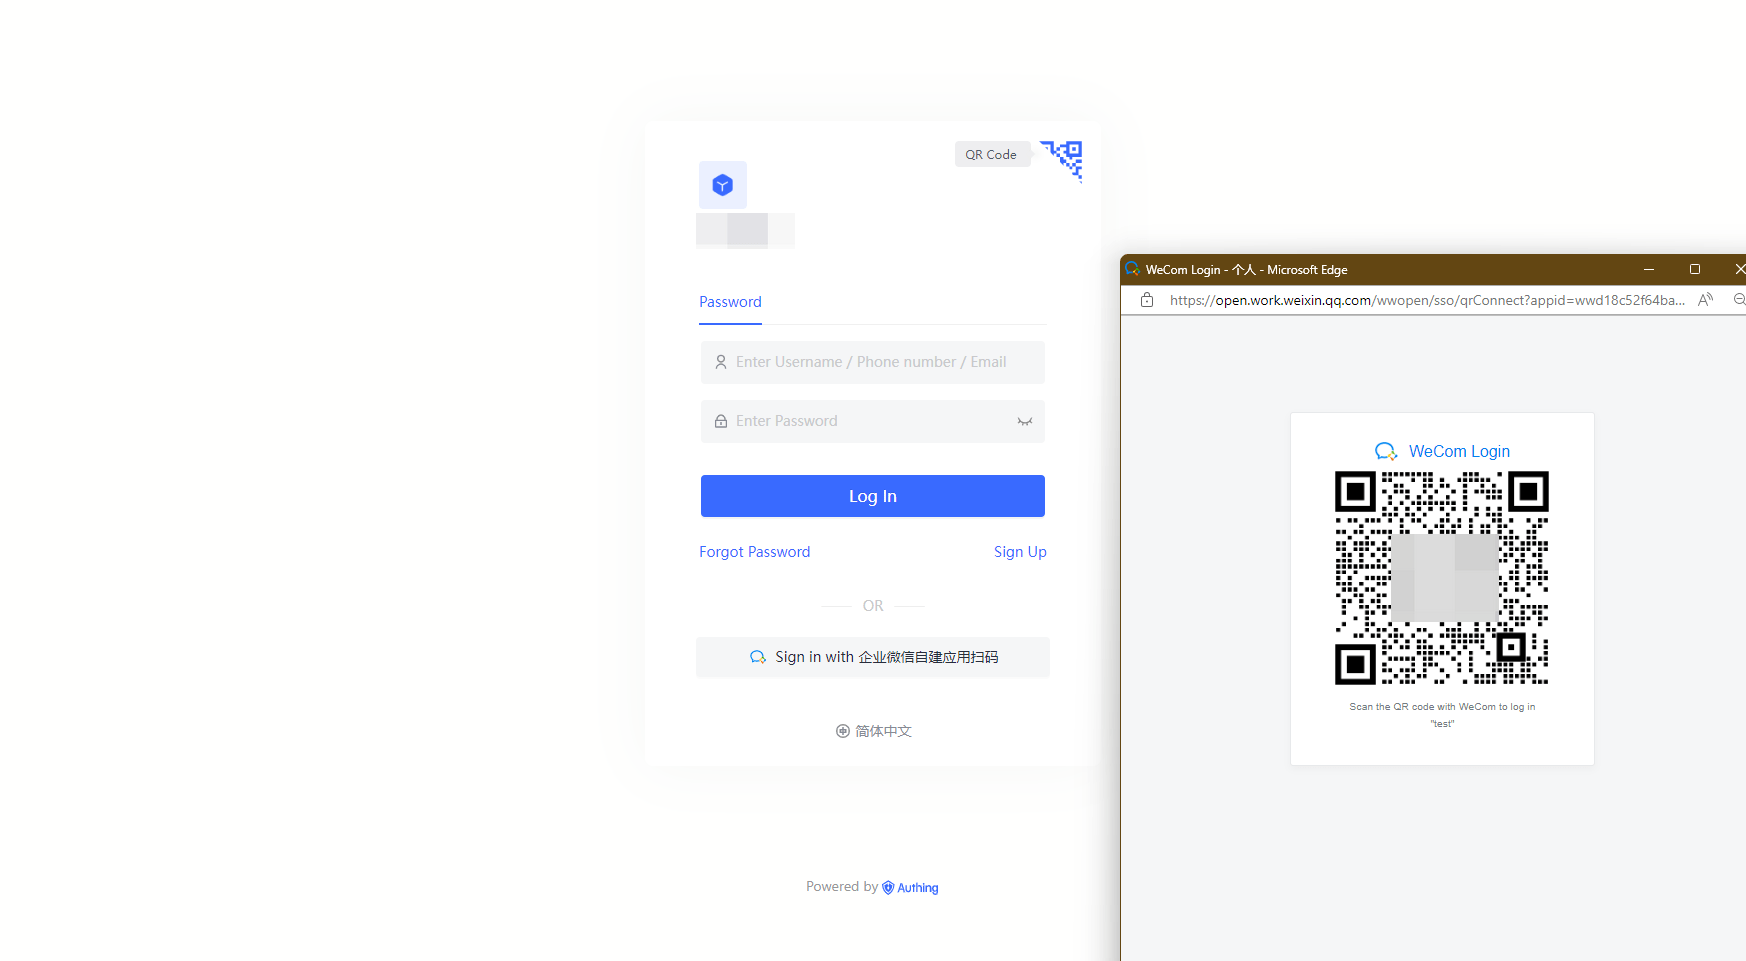 QR Code
Password
Enter Username / Phone number / Email
Enter Password
Log In
Forgot Password
Sign Up
OR
Sign in with 企业微信自建应用扫码
简体中文
Powered by Authing
WeCom Login - 个人 - Microsoft Edge
https://open.work.weixin.qq.com/wwopen/sso/qrConnect?appid=wwd18c52f64ba...
WeCom Login
Scan the QR code with WeCom to log in
"test"